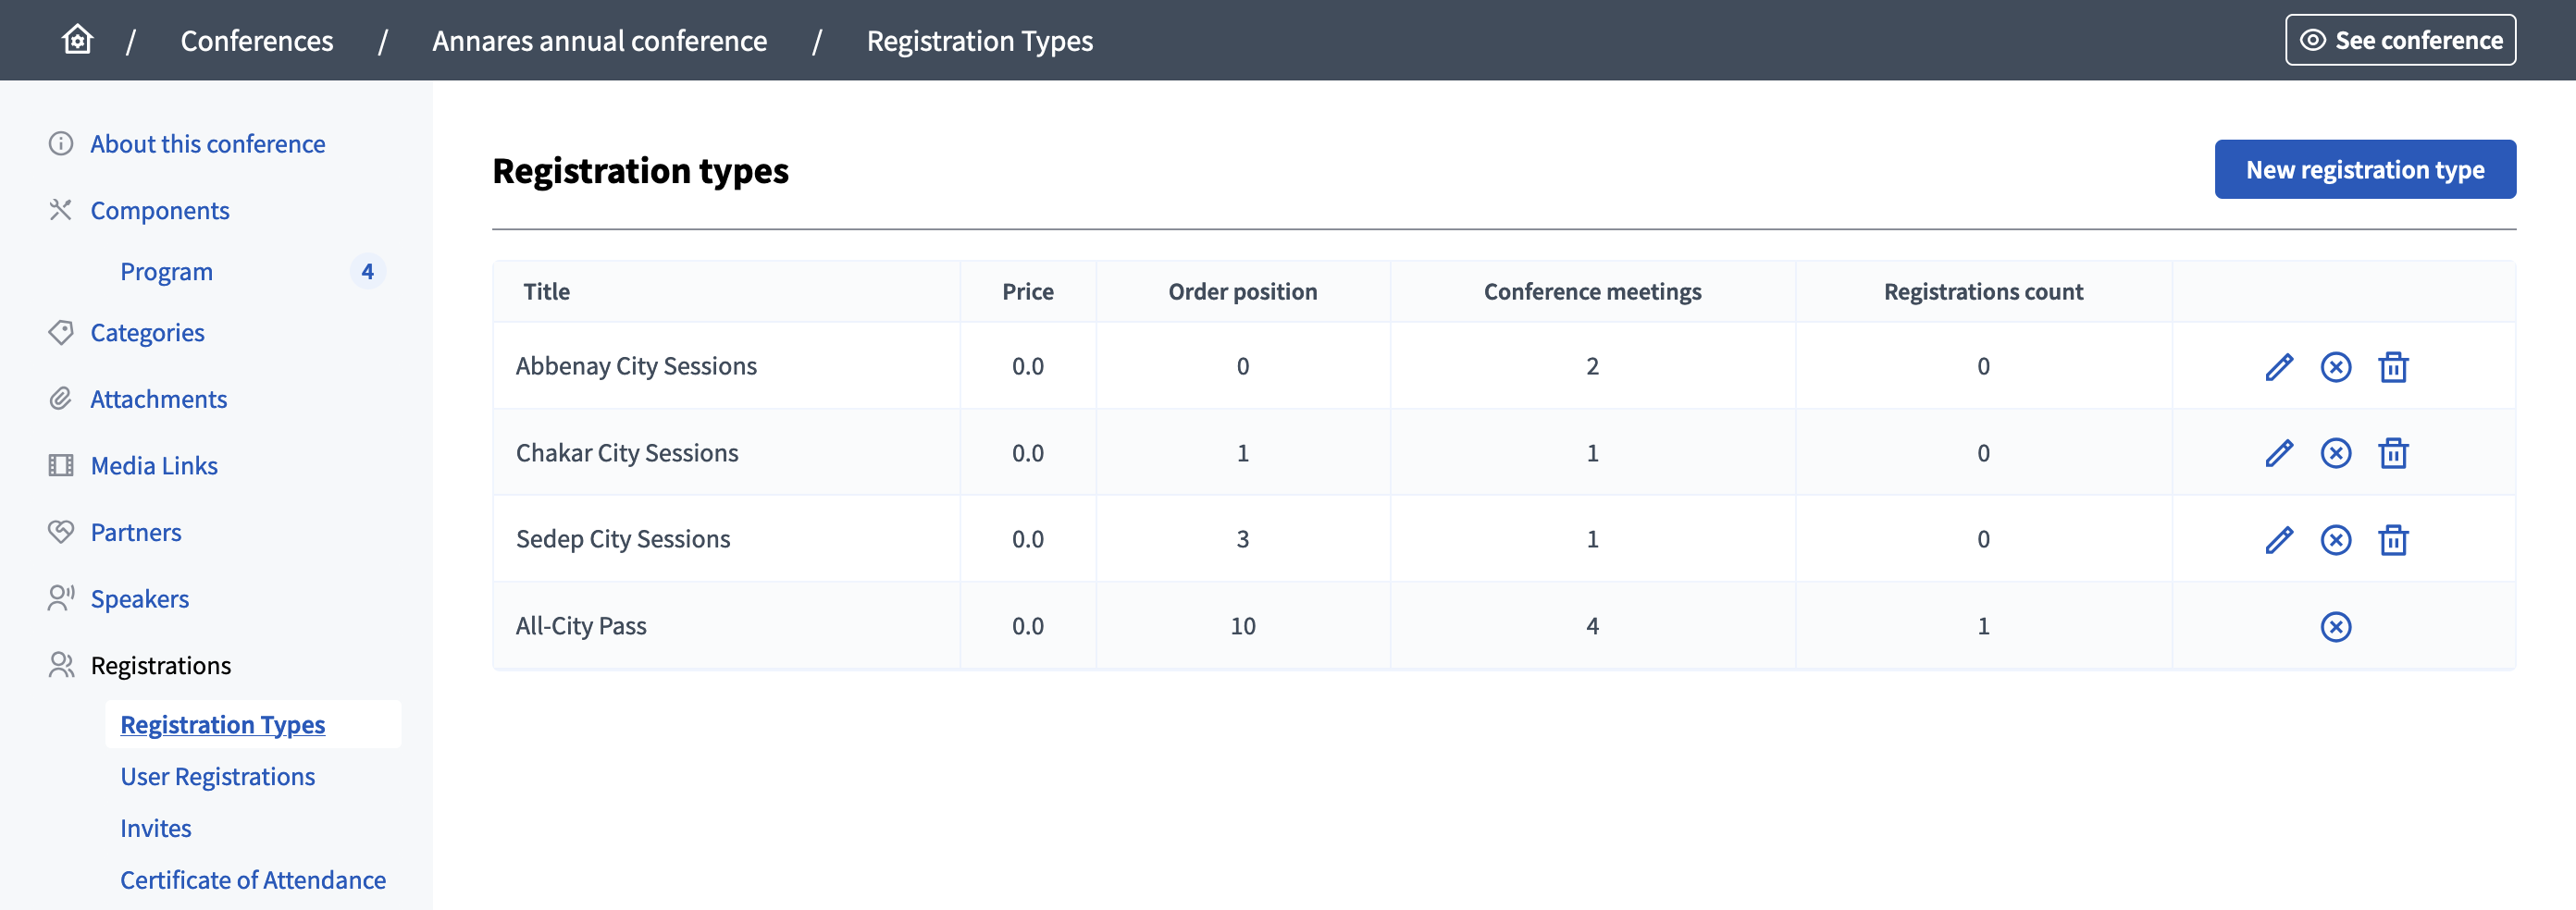 / Conferences / Annares annual conference / Registration Types
See conference
About this conference
Components
Program 4
Categories
Attachments
Media Links
Partners
Speakers
Registrations
Registration Types
User Registrations
Invites
Certificate of Attendance
Registration types
New registration type
Title Price Order position Conference meetings Registrations count
Abbenay City Sessions 0.0 0 2 0
Chakar City Sessions 0.0 1 1 0
Sedep City Sessions 0.0 3 1 0
All-City Pass 0.0 10 4 1